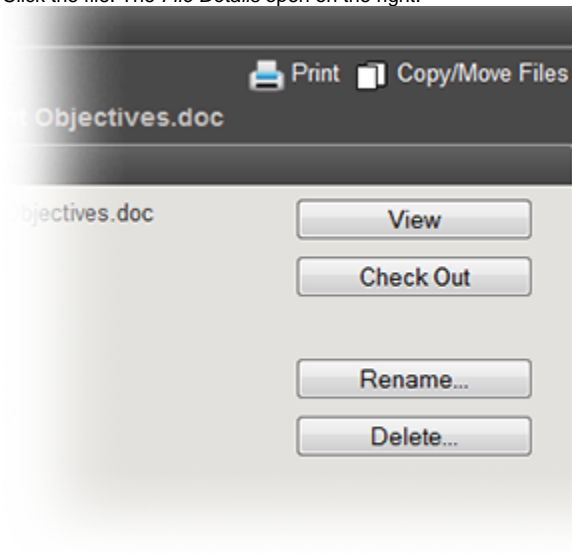 Click the file. The File Details open on the right.
Print Copy/Move Files
Objectives.doc
Objectives.doc
View
Check Out
Rename...
Delete...